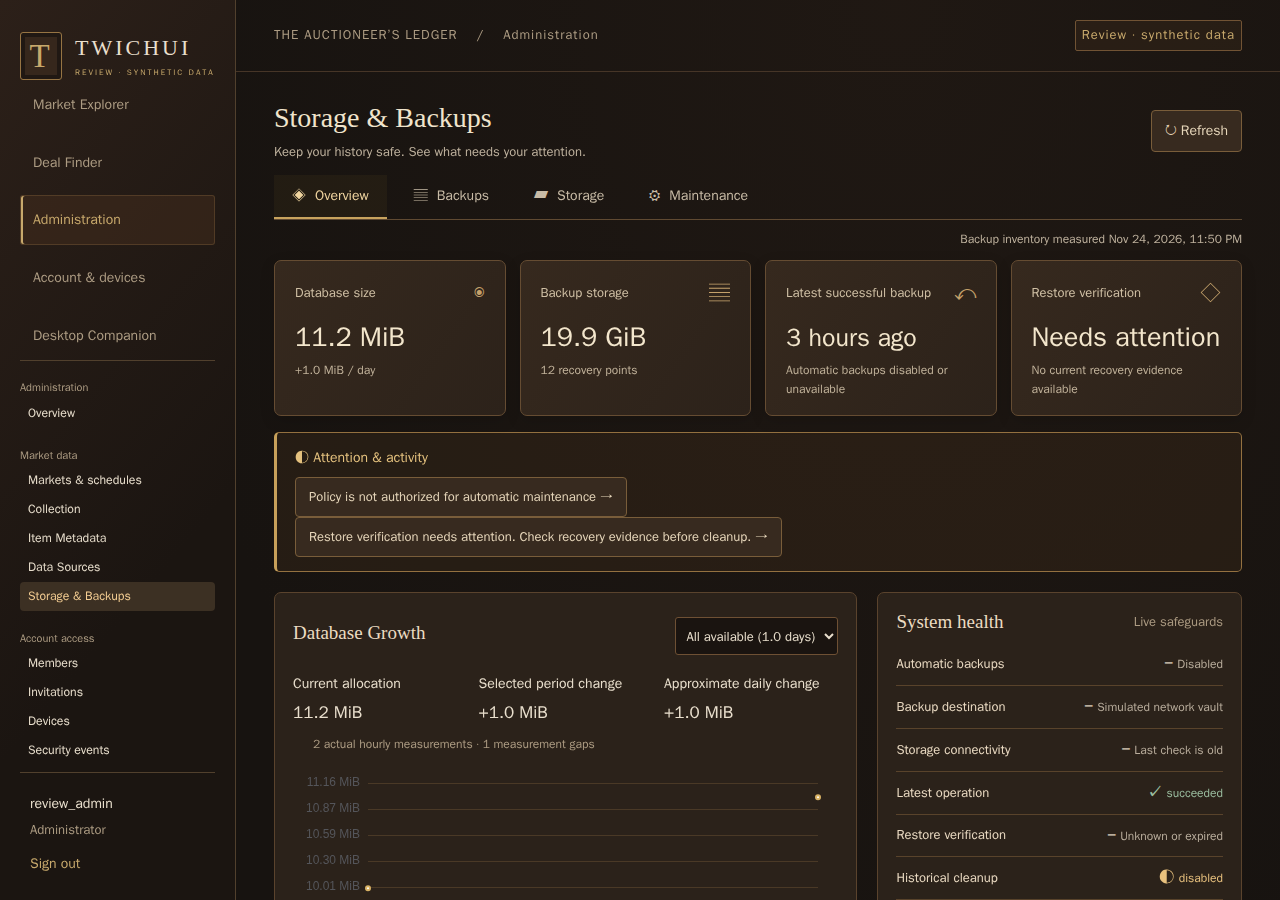 T
TWICHUI
REVIEW · SYNTHETIC DATA
Market Explorer
Deal Finder
Administration
Account & devices
Desktop Companion
Administration
Overview
Market data
Markets & schedules
Collection
Item Metadata
Data Sources
Storage & Backups
Account access
Members
Invitations
Devices
Security events
review_admin
Administrator
Sign out
THE AUCTIONEER'S LEDGER / Administration
Review · synthetic data
Storage & Backups
Keep your history safe. See what needs your attention.
↻ Refresh
Overview
Backups
Storage
Maintenance
Backup inventory measured Nov 24, 2026, 11:50 PM
Database size
11.2 MiB
+1.0 MiB / day
Backup storage
19.9 GiB
12 recovery points
Latest successful backup
3 hours ago
Automatic backups disabled or
unavailable
Restore verification
Needs attention
No current recovery evidence
available
Attention & activity
Policy is not authorized for automatic maintenance →
Restore verification needs attention. Check recovery evidence before cleanup. →
Database Growth
All available (1.0 days)
Current allocation
11.2 MiB
Selected period change
+1.0 MiB
Approximate daily change
+1.0 MiB
2 actual hourly measurements · 1 measurement gaps
11.16 MiB
10.87 MiB
10.59 MiB
10.30 MiB
10.01 MiB
System health
Live safeguards
Automatic backups – Disabled
Backup destination – Simulated network vault
Storage connectivity – Last check is old
Latest operation ✓ succeeded
Restore verification – Unknown or expired
Historical cleanup disabled